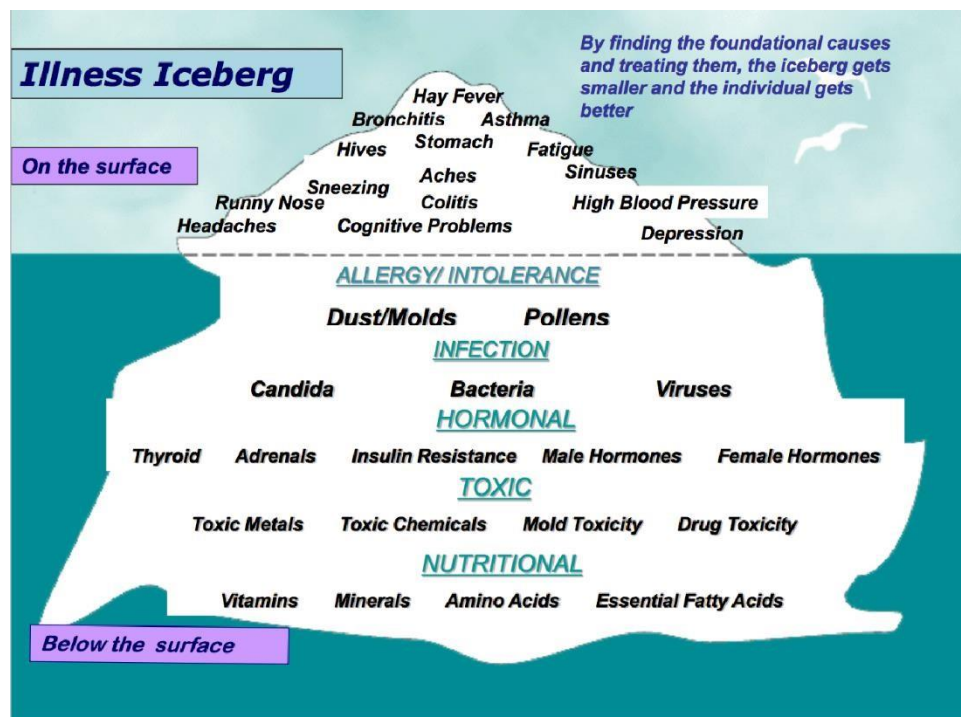 Illness Iceberg
By finding the foundational causes
and treating them, the iceberg gets
smaller and the individual gets
better
On the surface
Hay Fever
Bronchitis Asthma
Hives Stomach Fatigue
Sneezing Aches Sinuses
Runny Nose Colitis High Blood Pressure
Headaches Cognitive Problems Depression
ALLERGY/ INTOLERANCE
Dust/Molds Pollens
INFECTION
Candida Bacteria Viruses
HORMONAL
Thyroid Adrenals Insulin Resistance Male Hormones Female Hormones
TOXIC
Toxic Metals Toxic Chemicals Mold Toxicity Drug Toxicity
NUTRITIONAL
Vitamins Minerals Amino Acids Essential Fatty Acids
Below the surface